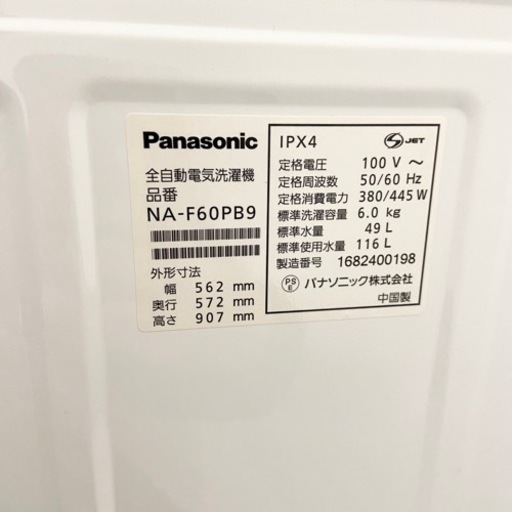 Panasonic
全自動電気洗濯機
品番
NA-F60PB9
外形寸法
幅 562 mm
奥行 572 mm
高さ 907 mm
IPX4
S JET
定格電圧 100 V ～
定格周波数 50/60 Hz
定格消費電力 380/445 W
標準洗濯容量 6.0 kg
標準水量 49 L
標準使用水量 116 L
製造番号 1682400198
PS E パナソニック株式会社
中国製